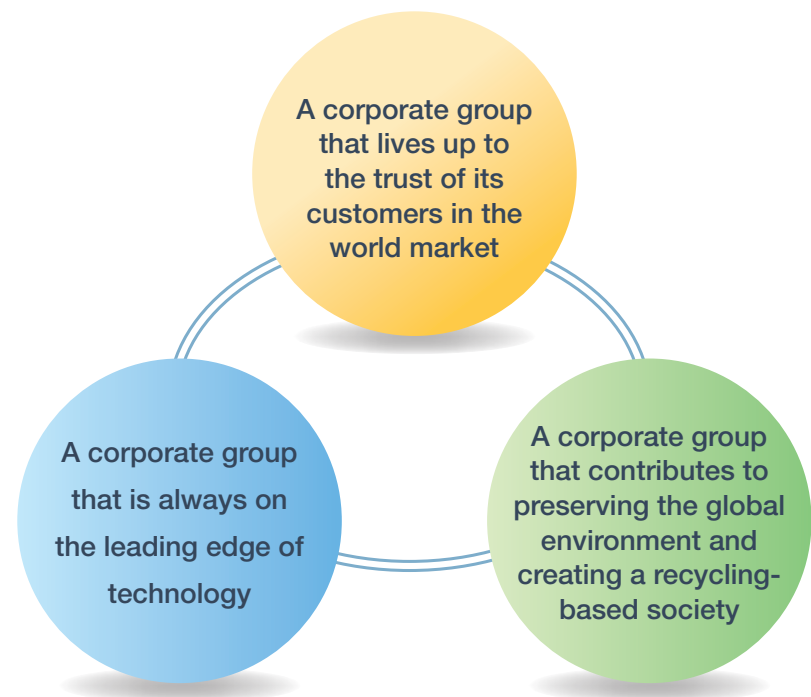 A corporate group
that lives up to
the trust of its
customers in the
world market
A corporate group
that is always on
the leading edge of
technology
A corporate group
that contributes to
preserving the global
environment and
creating a recycling-
based society